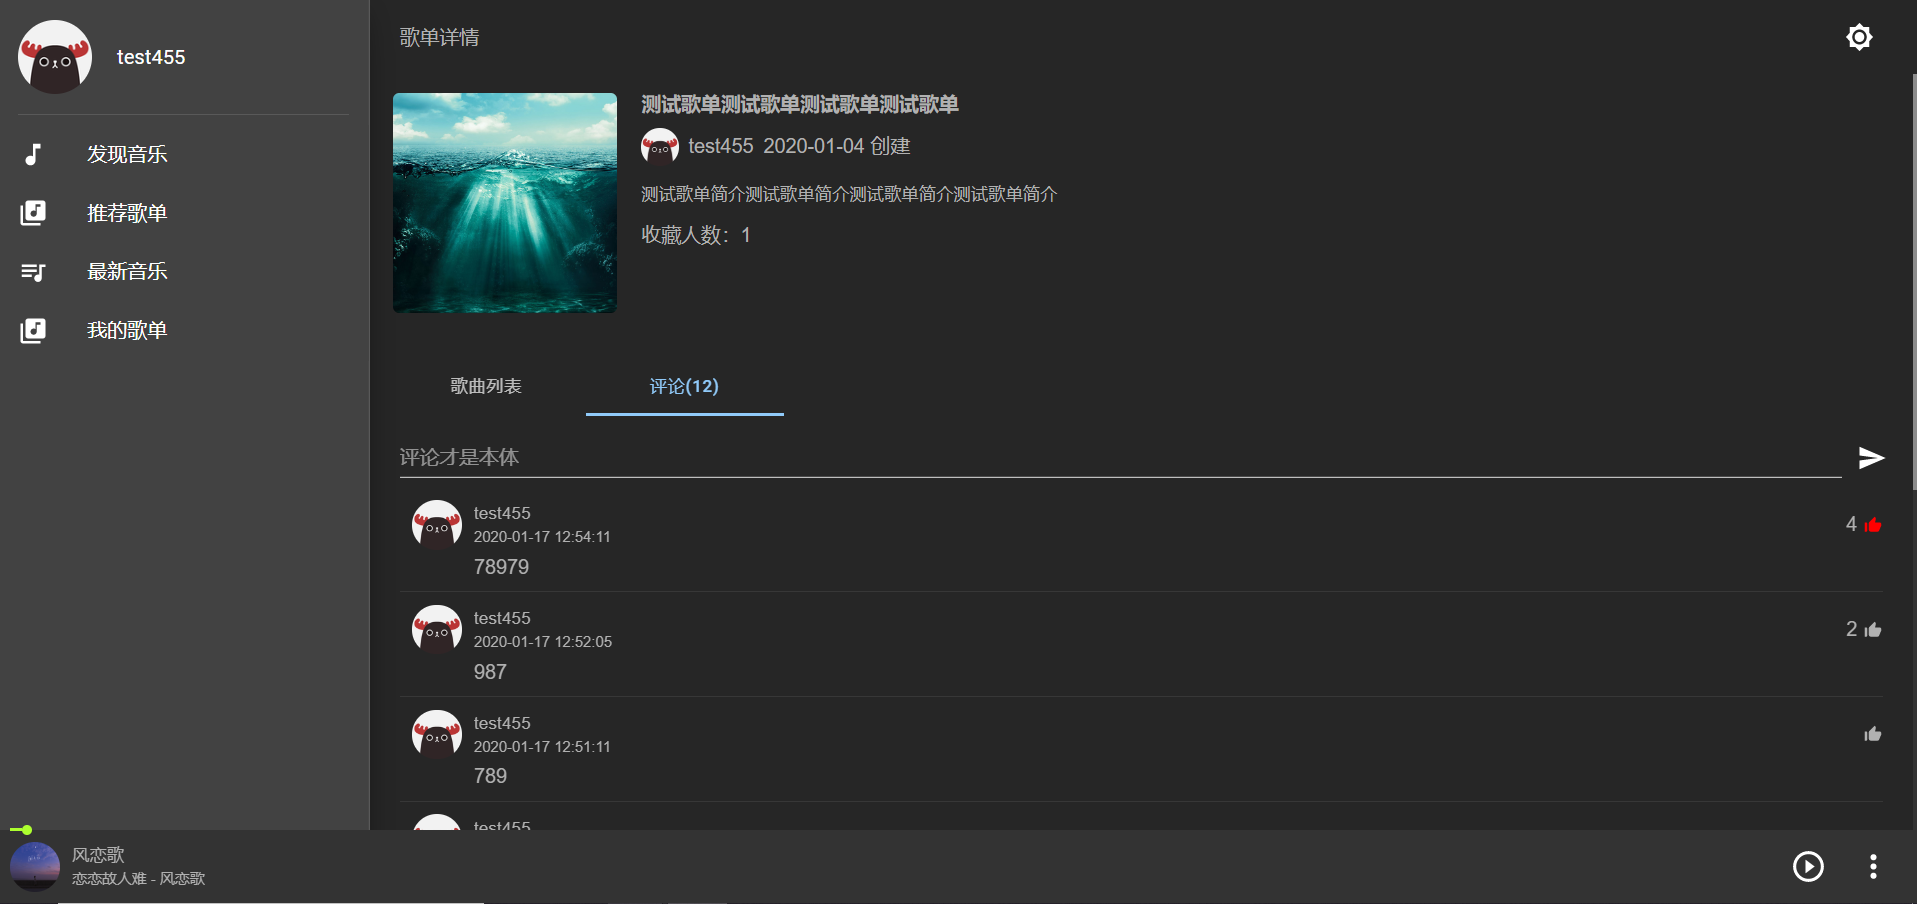 test455
发现音乐
推荐歌单
最新音乐
我的歌单
歌单详情
测试歌单测试歌单测试歌单测试歌单
test455 2020-01-04 创建
测试歌单简介测试歌单简介测试歌单简介测试歌单简介
收藏人数：1
歌曲列表 评论(12)
评论才是本体
test455
2020-01-17 12:54:11
78979
4
test455
2020-01-17 12:52:05
987
2
test455
2020-01-17 12:51:11
789
test455
风恋歌
恋恋故人难 - 风恋歌